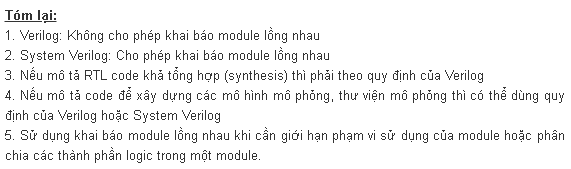 Tóm lại:
1. Verilog: Không cho phép khai báo module lồng nhau
2. System Verilog: Cho phép khai báo module lồng nhau
3. Nếu mô tả RTL code khả tổng hợp (synthesis) thì phải theo quy định của Verilog
4. Nếu mô tả code để xây dựng các mô hình mô phỏng, thư viện mô phỏng thì có thể dùng quy
định của Verilog hoặc System Verilog
5. Sử dụng khai báo module lồng nhau khi cần giới hạn phạm vi sử dụng của module hoặc phân
chia các thành phần logic trong một module.